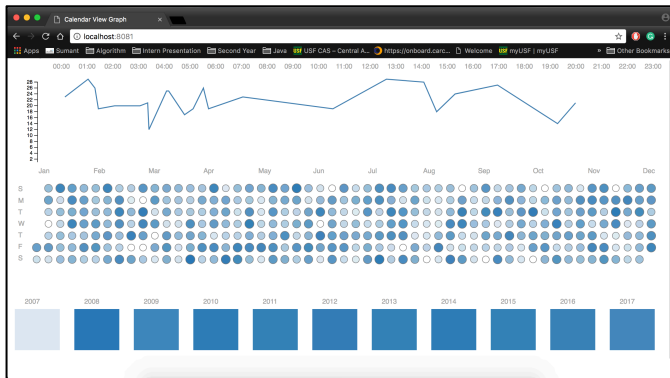 Calendar View Graph
localhost:8081
Apps Sumant Algorithm Intern Presentation Second Year Java USF CAS – Central A... https://onboard.carc... Welcome myUSF | myUSF » Other Bookmarks
00:00 01:00 02:00 03:00 04:00 05:00 06:00 07:00 08:00 09:00 10:00 11:00 12:00 13:00 14:00 15:00 16:00 17:00 18:00 19:00 20:00 21:00 22:00 23:00
28
26
24
22
20
18
16
14
12
10
8
6
4
2
Jan Feb Mar Apr May Jun Jul Aug Sep Oct Nov Dec
S
M
T
W
T
F
S
2007 2008 2009 2010 2011 2012 2013 2014 2015 2016 2017